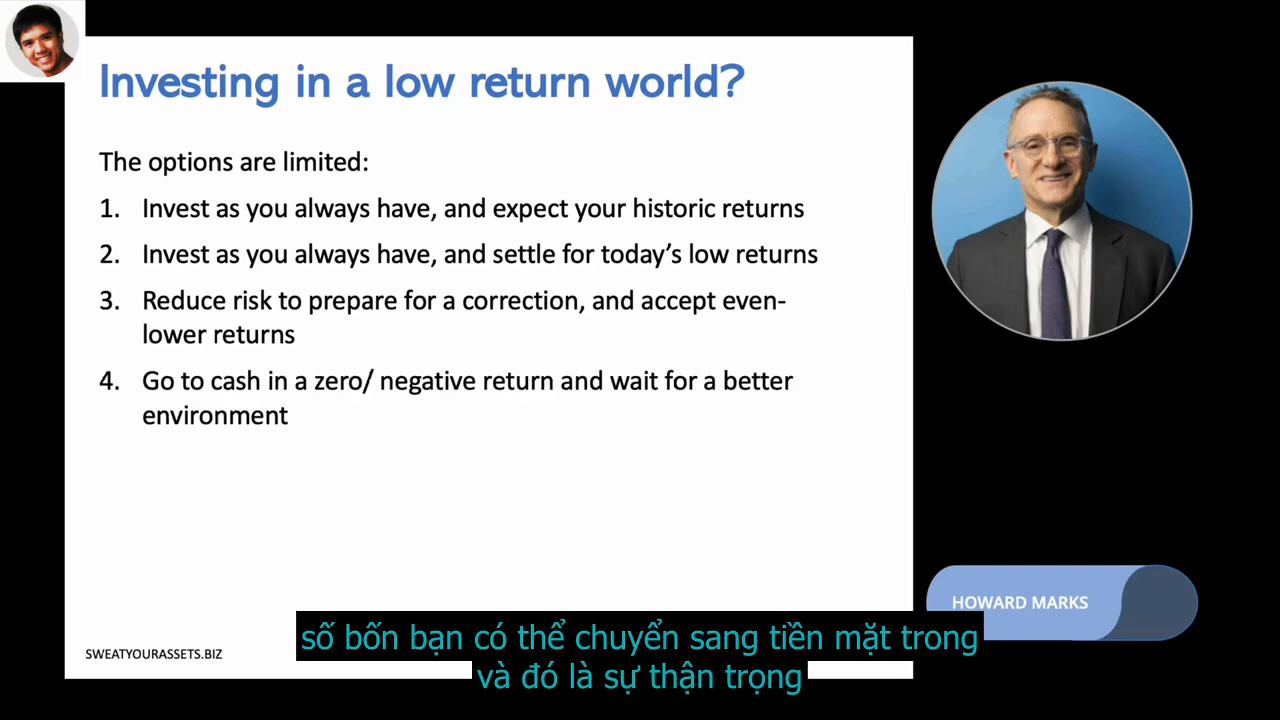 Investing in a low return world?
The options are limited:
1. Invest as you always have, and expect your historic returns
2. Invest as you always have, and settle for today’s low returns
3. Reduce risk to prepare for a correction, and accept even-
lower returns
4. Go to cash in a zero/ negative return and wait for a better
environment
HOWARD MARKS
SWEATYOURASSETS.BIZ
số bốn bạn có thể chuyển sang tiền mặt trong
và đó là sự thận trọng